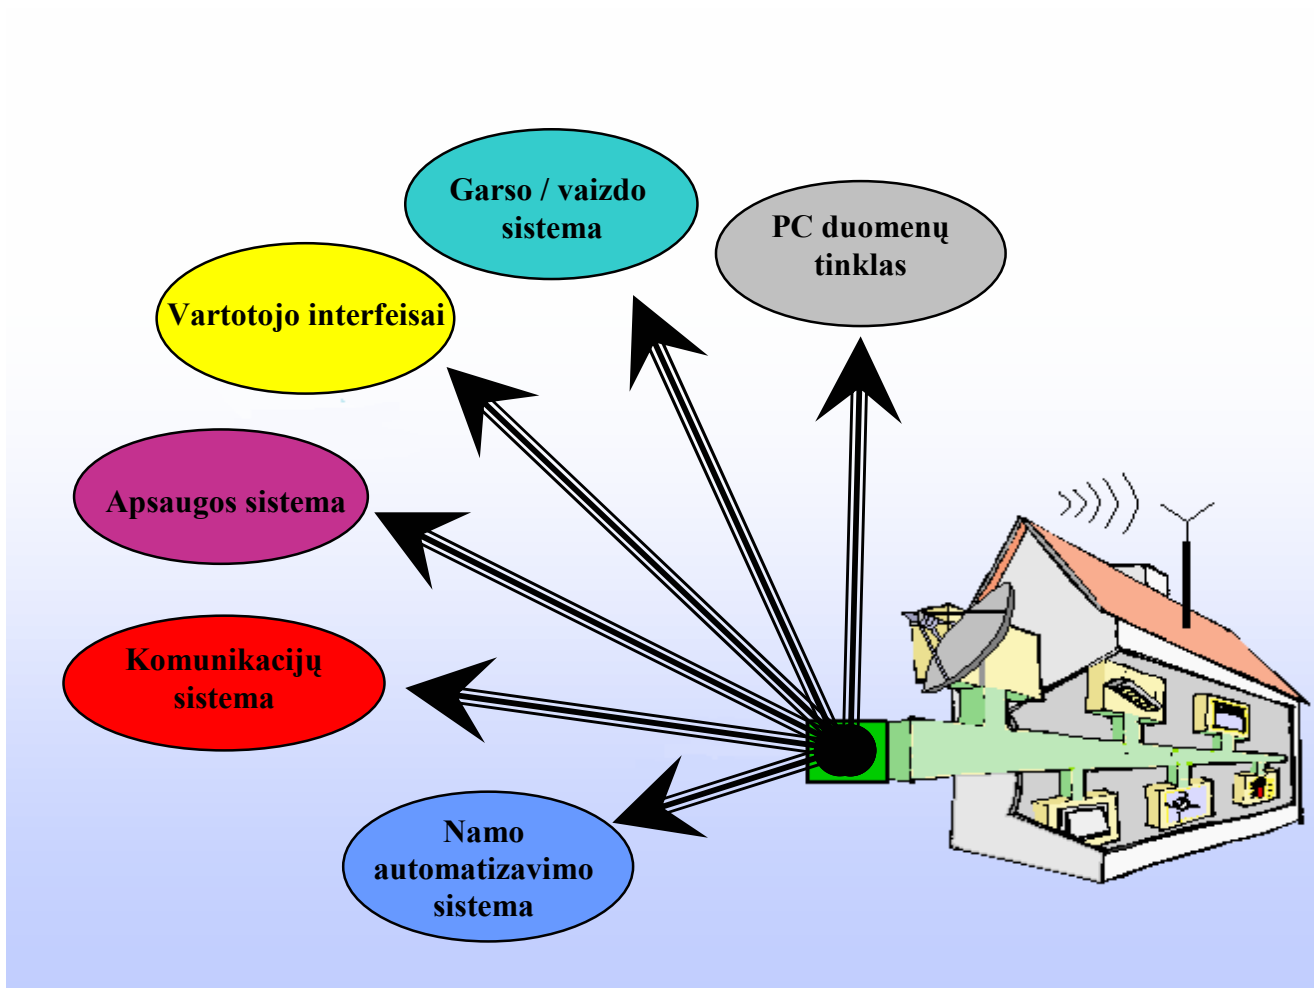 Garso / vaizdo
sistema
PC duomenų
tinklas
Vartotojo interfeisai
Apsaugos sistema
Komunikacijų
sistema
Namo
automatizavimo
sistema